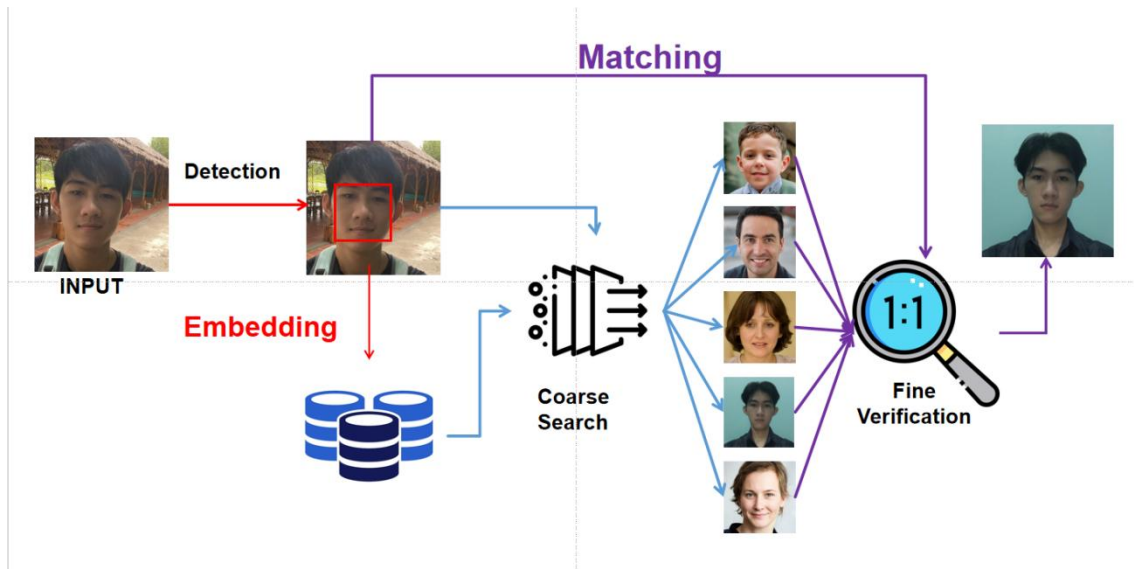 Matching
Detection
INPUT
Embedding
Coarse
Search
1:1
Fine
Verification